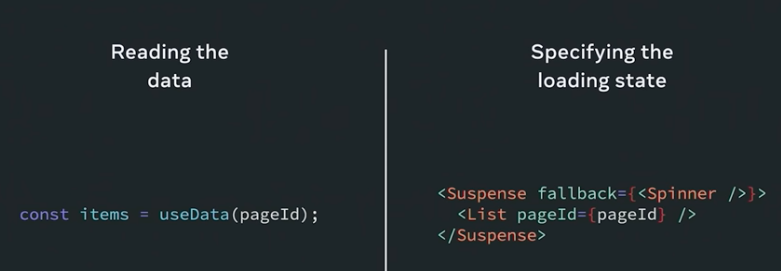 Reading the
data
const items = useData(pageId);
Specifying the
loading state
<Suspense fallback={<Spinner />}>
  <List pageId={pageId} />
</Suspense>